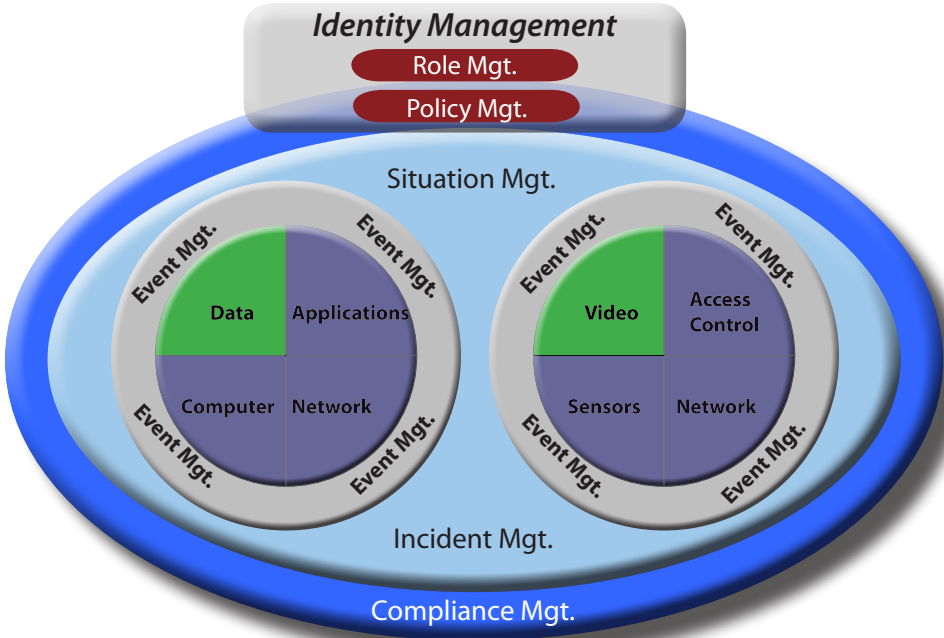 Identity Management
Role Mgt.
Policy Mgt.
Situation Mgt.
Event Mgt.
Event Mgt.
Data
Applications
Computer
Network
Event Mgt.
Event Mgt.
Event Mgt.
Event Mgt.
Video
Access
Control
Sensors
Network
Event Mgt.
Event Mgt.
Incident Mgt.
Compliance Mgt.